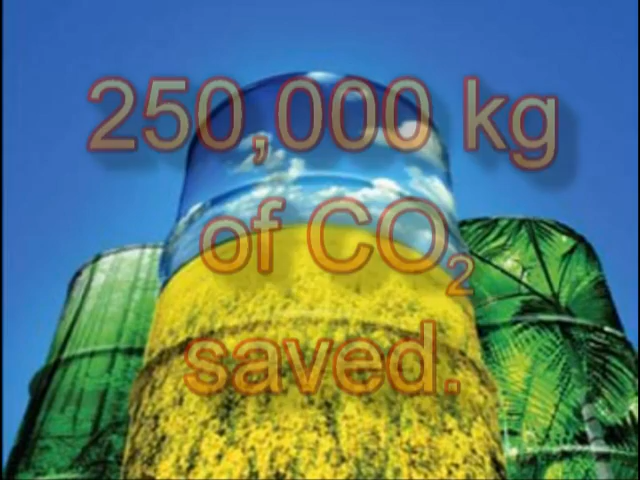 250,000 kg
of CO₂
saved.